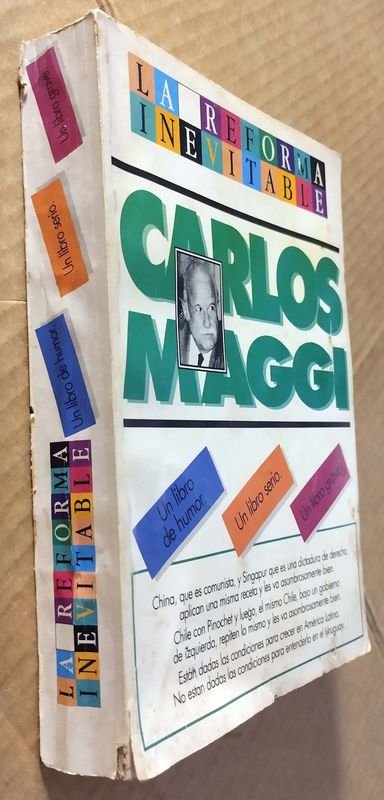 LA REFORMA
INEVITABLE
CARLOS
MAGGI
Un libro
de humor.
Un libro serio.
Un libro grave.
China, que es comunista, y Singapur que es una dictadura de derecha,
aplican una misma receta y les va asombrosamente bien.
Chile con Pinochet y luego, el mismo Chile, bajo un gobierno
de izquierda, repiten lo mismo y les va asombrosamente bien.
Están dadas las condiciones para crecer en América Latina.
No estan dadas las condiciones para entenderlo en el Uruguay.
Un libro grave.
Un libro serio.
Un libro de humor.
LA REFORMA
INEVITABLE